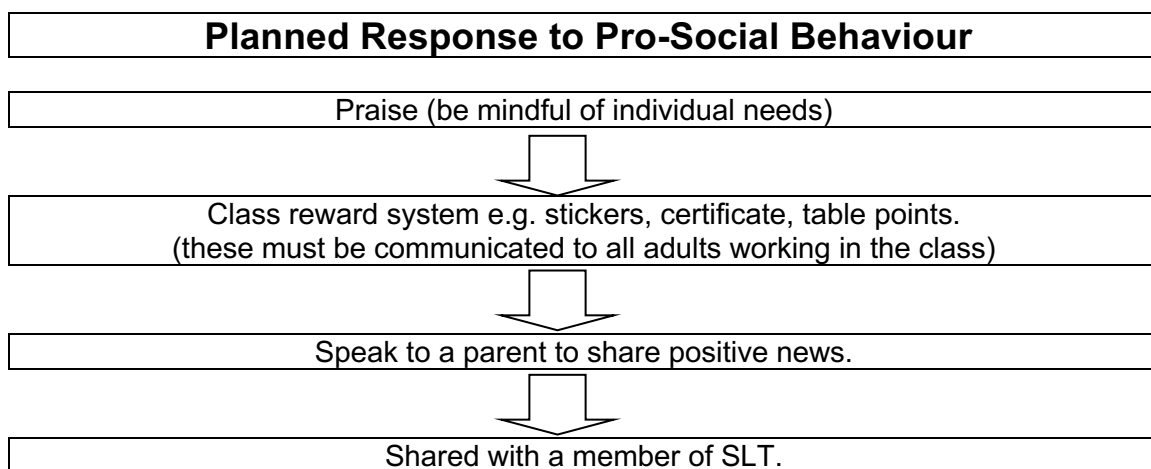 Planned Response to Pro-Social Behaviour
Praise (be mindful of individual needs)
Class reward system e.g. stickers, certificate, table points.
(these must be communicated to all adults working in the class)
Speak to a parent to share positive news.
Shared with a member of SLT.